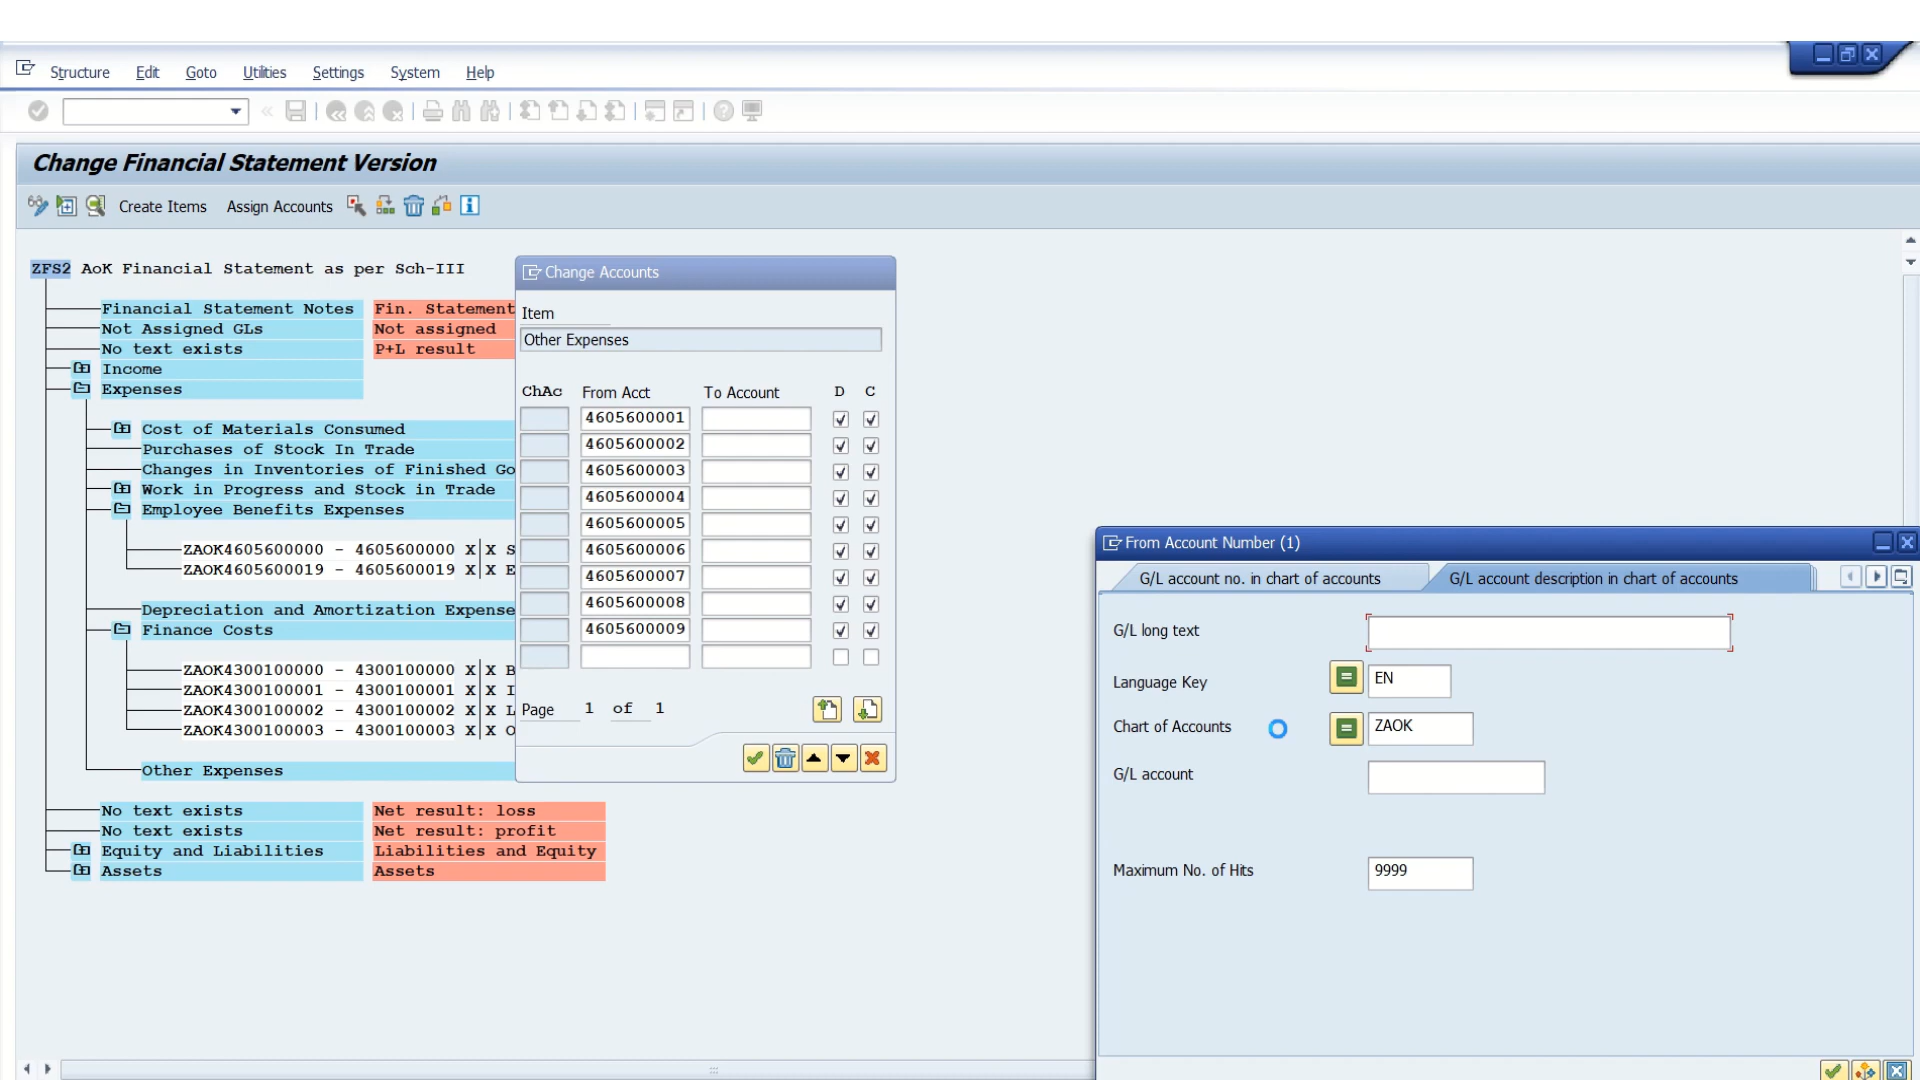 Structure Edit Goto Utilities Settings System Help
Change Financial Statement Version
Create Items Assign Accounts
ZFS2 AoK Financial Statement as per Sch-III
Financial Statement Notes Fin. Statement
Not Assigned GLs Not assigned
No text exists P+L result
Income
Expenses
Cost of Materials Consumed
Purchases of Stock In Trade
Changes in Inventories of Finished Go
Work in Progress and Stock in Trade
Employee Benefits Expenses
ZAOK4605600000 - 4605600000 X X S
ZAOK4605600019 - 4605600019 X X E
Depreciation and Amortization Expense
Finance Costs
ZAOK4300100000 - 4300100000 X X B
ZAOK4300100001 - 4300100001 X X I
ZAOK4300100002 - 4300100002 X X L
ZAOK4300100003 - 4300100003 X X O
Other Expenses
No text exists Net result: loss
No text exists Net result: profit
Equity and Liabilities Liabilities and Equity
Assets Assets
Change Accounts
Item
Other Expenses
ChAc From Acct To Account D C
4605600001
4605600002
4605600003
4605600004
4605600005
4605600006
4605600007
4605600008
4605600009
Page 1 of 1
From Account Number (1)
G/L account no. in chart of accounts G/L account description in chart of accounts
G/L long text
Language Key EN
Chart of Accounts ZAOK
G/L account
Maximum No. of Hits 9999